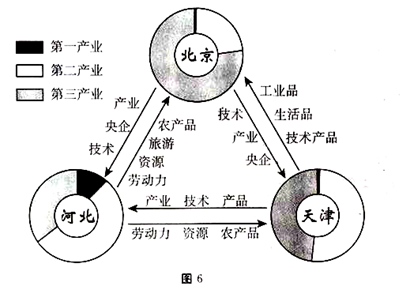 第一产业
第二产业
第三产业
北京
产业
央企
技术
农产品
旅游
资源
劳动力
技术
产业
央企
工业品
生活品
技术产品
河北
产业 技术 产品
劳动力 资源 农产品
天津
图 6